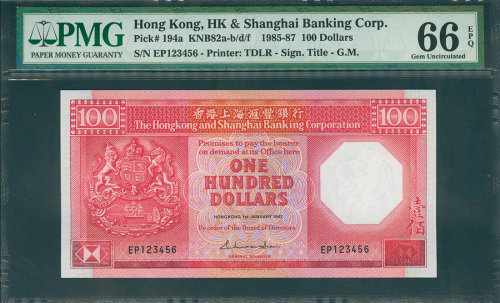 PMG
PAPER MONEY GUARANTY
Hong Kong, HK & Shanghai Banking Corp.
Pick# 194a KNB82a-b/d/f 1985-87 100 Dollars
S/N EP123456 - Printer: TDLR - Sign. Title - G.M.
66 EPQ
Gem Uncirculated
100
香港上海滙豐銀行
100
The Hongkong and Shanghai Banking Corporation
Promises to pay the bearer
on demand at its Office here
ONE
HUNDRED
DOLLARS
HONGKONG 1ST JANUARY 1987
By order of the Board of Directors
EP123456
EP123456
GENERAL MANAGER